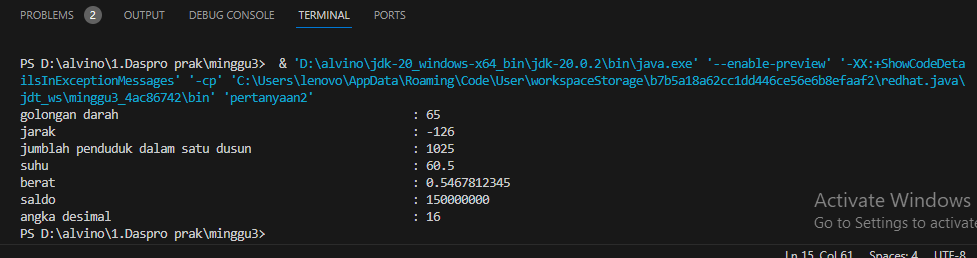 PROBLEMS 2 OUTPUT DEBUG CONSOLE TERMINAL PORTS
PS D:\alvino\1.Daspro prak\minggu3>  & 'D:\alvino\jdk-20_windows-x64_bin\jdk-20.0.2\bin\java.exe' '--enable-preview' '-XX:+ShowCodeDeta
ilsInExceptionMessages' '-cp' 'C:\Users\lenovo\AppData\Roaming\Code\User\workspaceStorage\b7b5a18a62cc1dd446ce56e6b8efaaf2\redhat.java\
jdt_ws\minggu3_4ac86742\bin' 'pertanyaan2'
golongan darah : 65
jarak : -126
jumblah penduduk dalam satu dusun : 1025
suhu : 60.5
berat : 0.5467812345
saldo : 150000000
angka desimal : 16
PS D:\alvino\1.Daspro prak\minggu3>
Activate Windows
Go to Settings to activate
Ln 15, Col 61 Spaces: 4 UTF-8